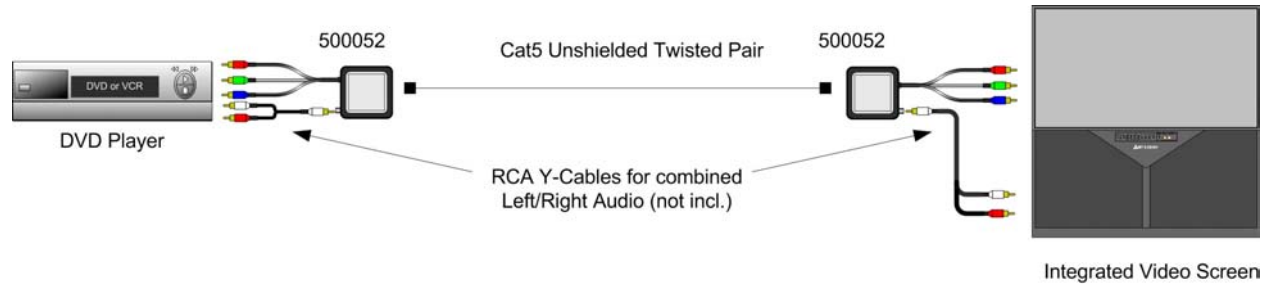 500052
Cat5 Unshielded Twisted Pair
500052
DVD or VCR
DVD Player
RCA Y-Cables for combined
Left/Right Audio (not incl.)
Integrated Video Screen